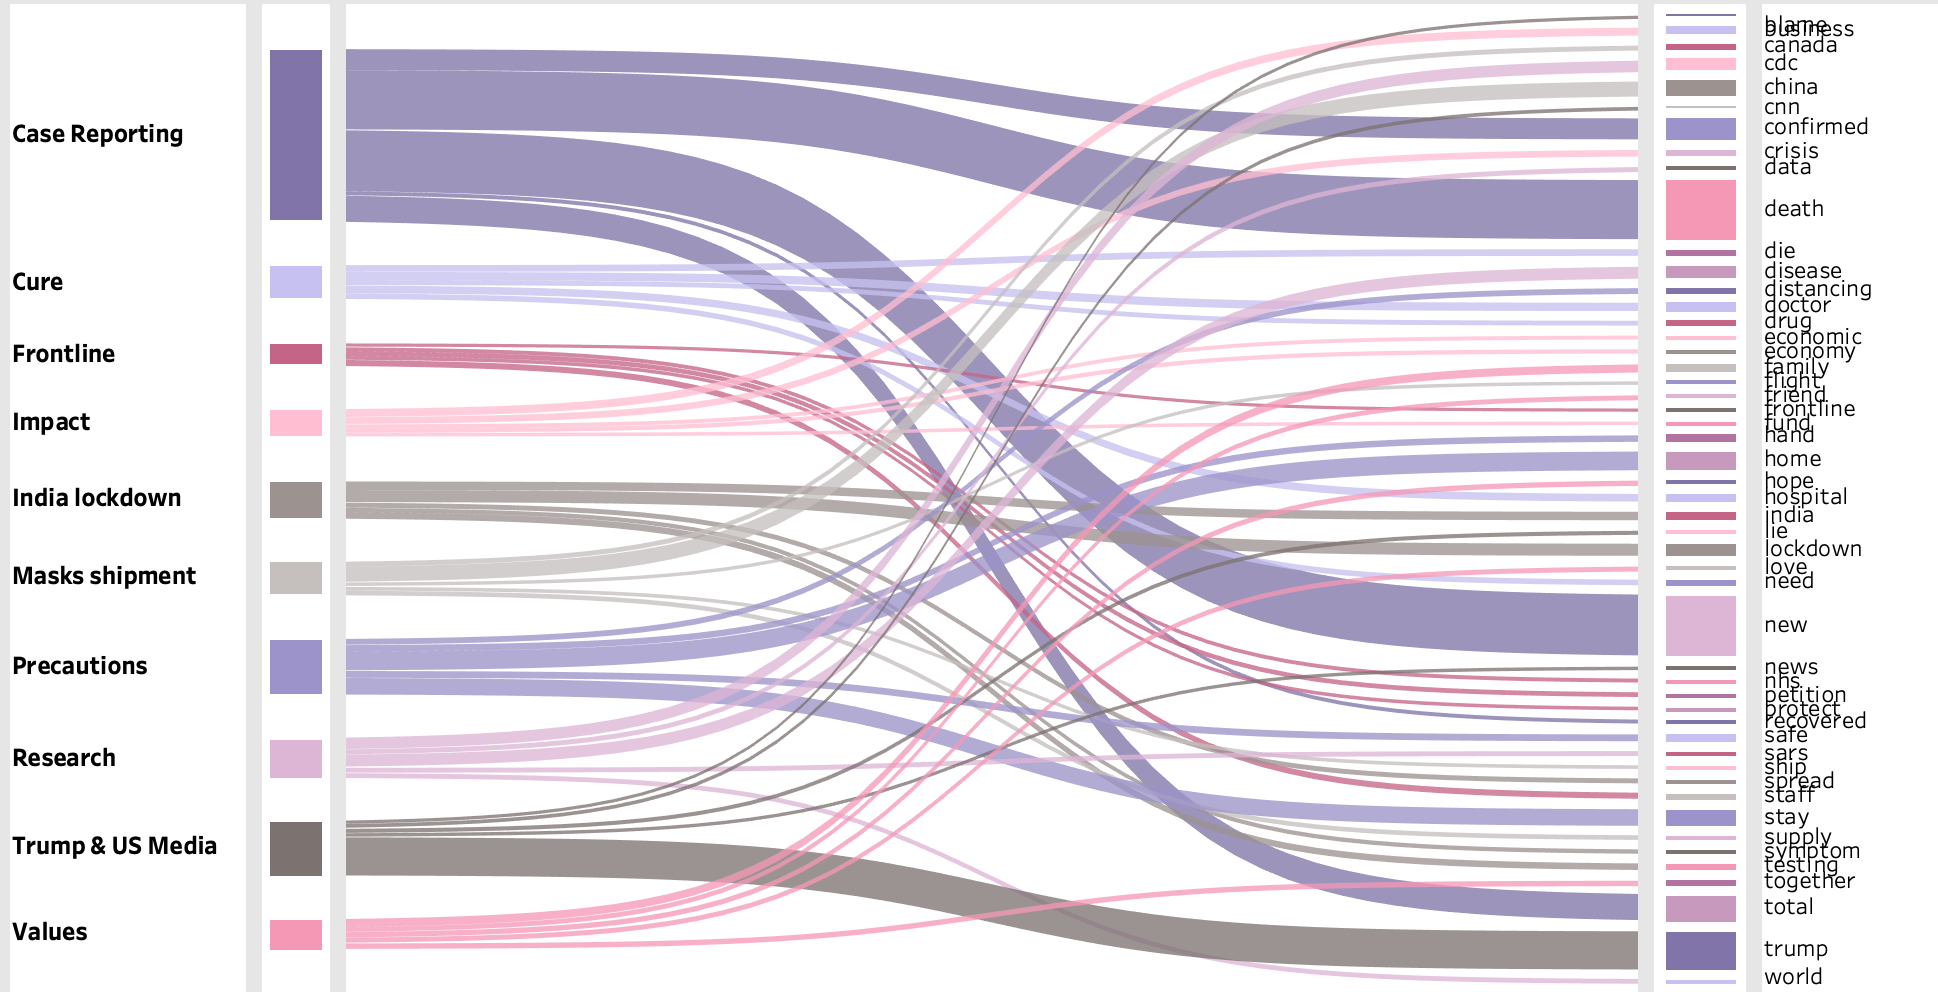 Case Reporting
Cure
Frontline
Impact
India lockdown
Masks shipment
Precautions
Research
Trump & US Media
Values
blame
business
canada
cdc
china
cnn
confirmed
crisis
data
death
die
disease
distancing
doctor
drug
economic
economy
family
flight
friend
frontline
fund
hand
home
hope
hospital
india
lie
lockdown
love
need
new
news
nhs
petition
protect
recovered
safe
sars
ship
spread
staff
stay
supply
symptom
testing
together
total
trump
world